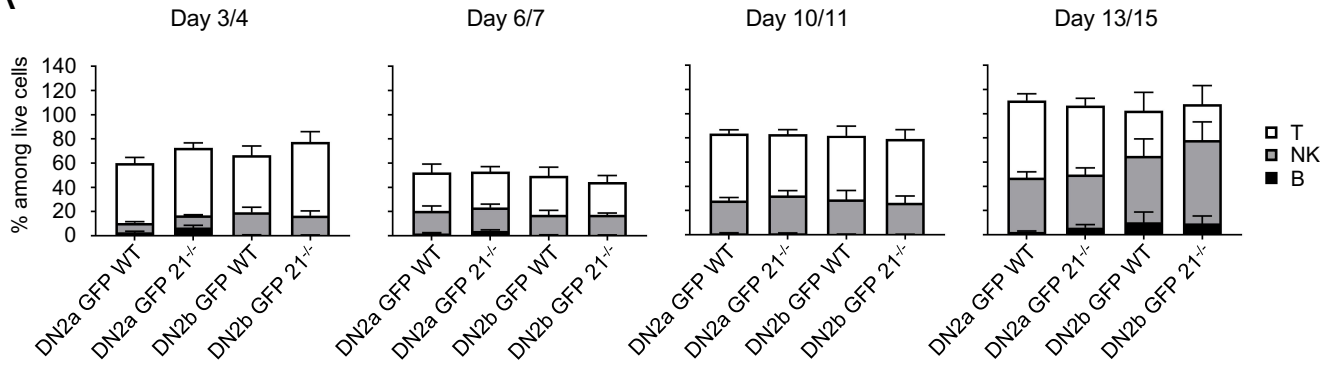 A
Day 3/4
Day 6/7
Day 10/11
Day 13/15
% among live cells
140
120
100
80
60
40
20
0
DN2a GFP WT
DN2a GFP 21-/-
DN2b GFP WT
DN2b GFP 21-/-
DN2a GFP WT
DN2a GFP 21-/-
DN2b GFP WT
DN2b GFP 21-/-
DN2a GFP WT
DN2a GFP 21-/-
DN2b GFP WT
DN2b GFP 21-/-
DN2a GFP WT
DN2a GFP 21-/-
DN2b GFP WT
DN2b GFP 21-/-
T
NK
B